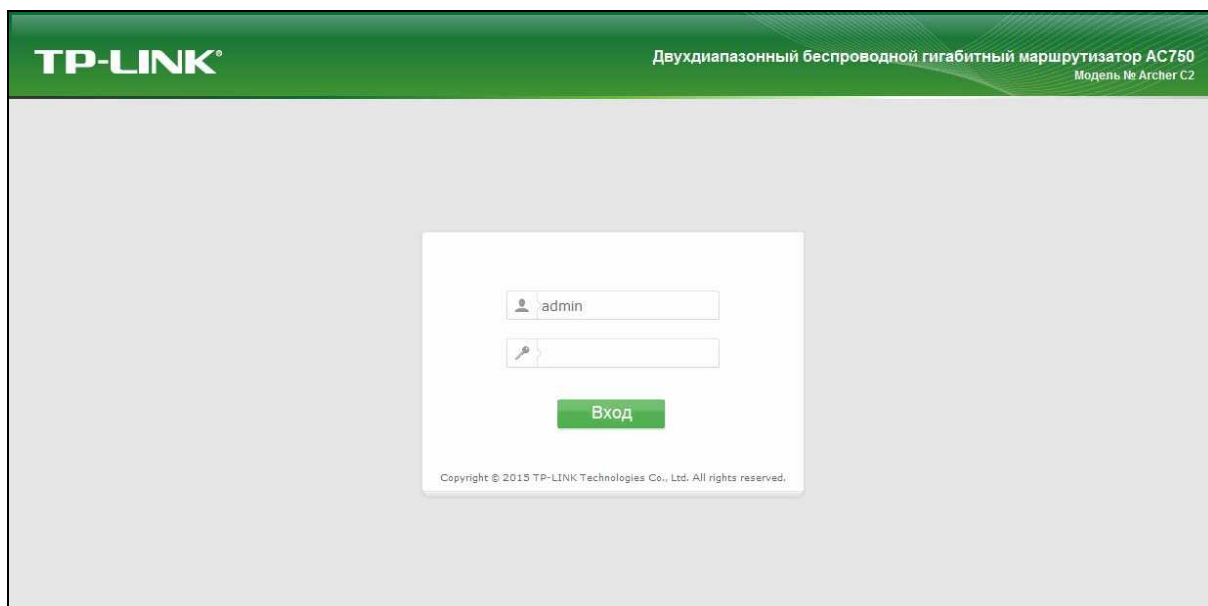 TP-LINK®
Двухдиапазонный беспроводной гигабитный маршрутизатор AC750
Модель № Archer C2
admin
Вход
Copyright © 2015 TP-LINK Technologies Co., Ltd. All rights reserved.